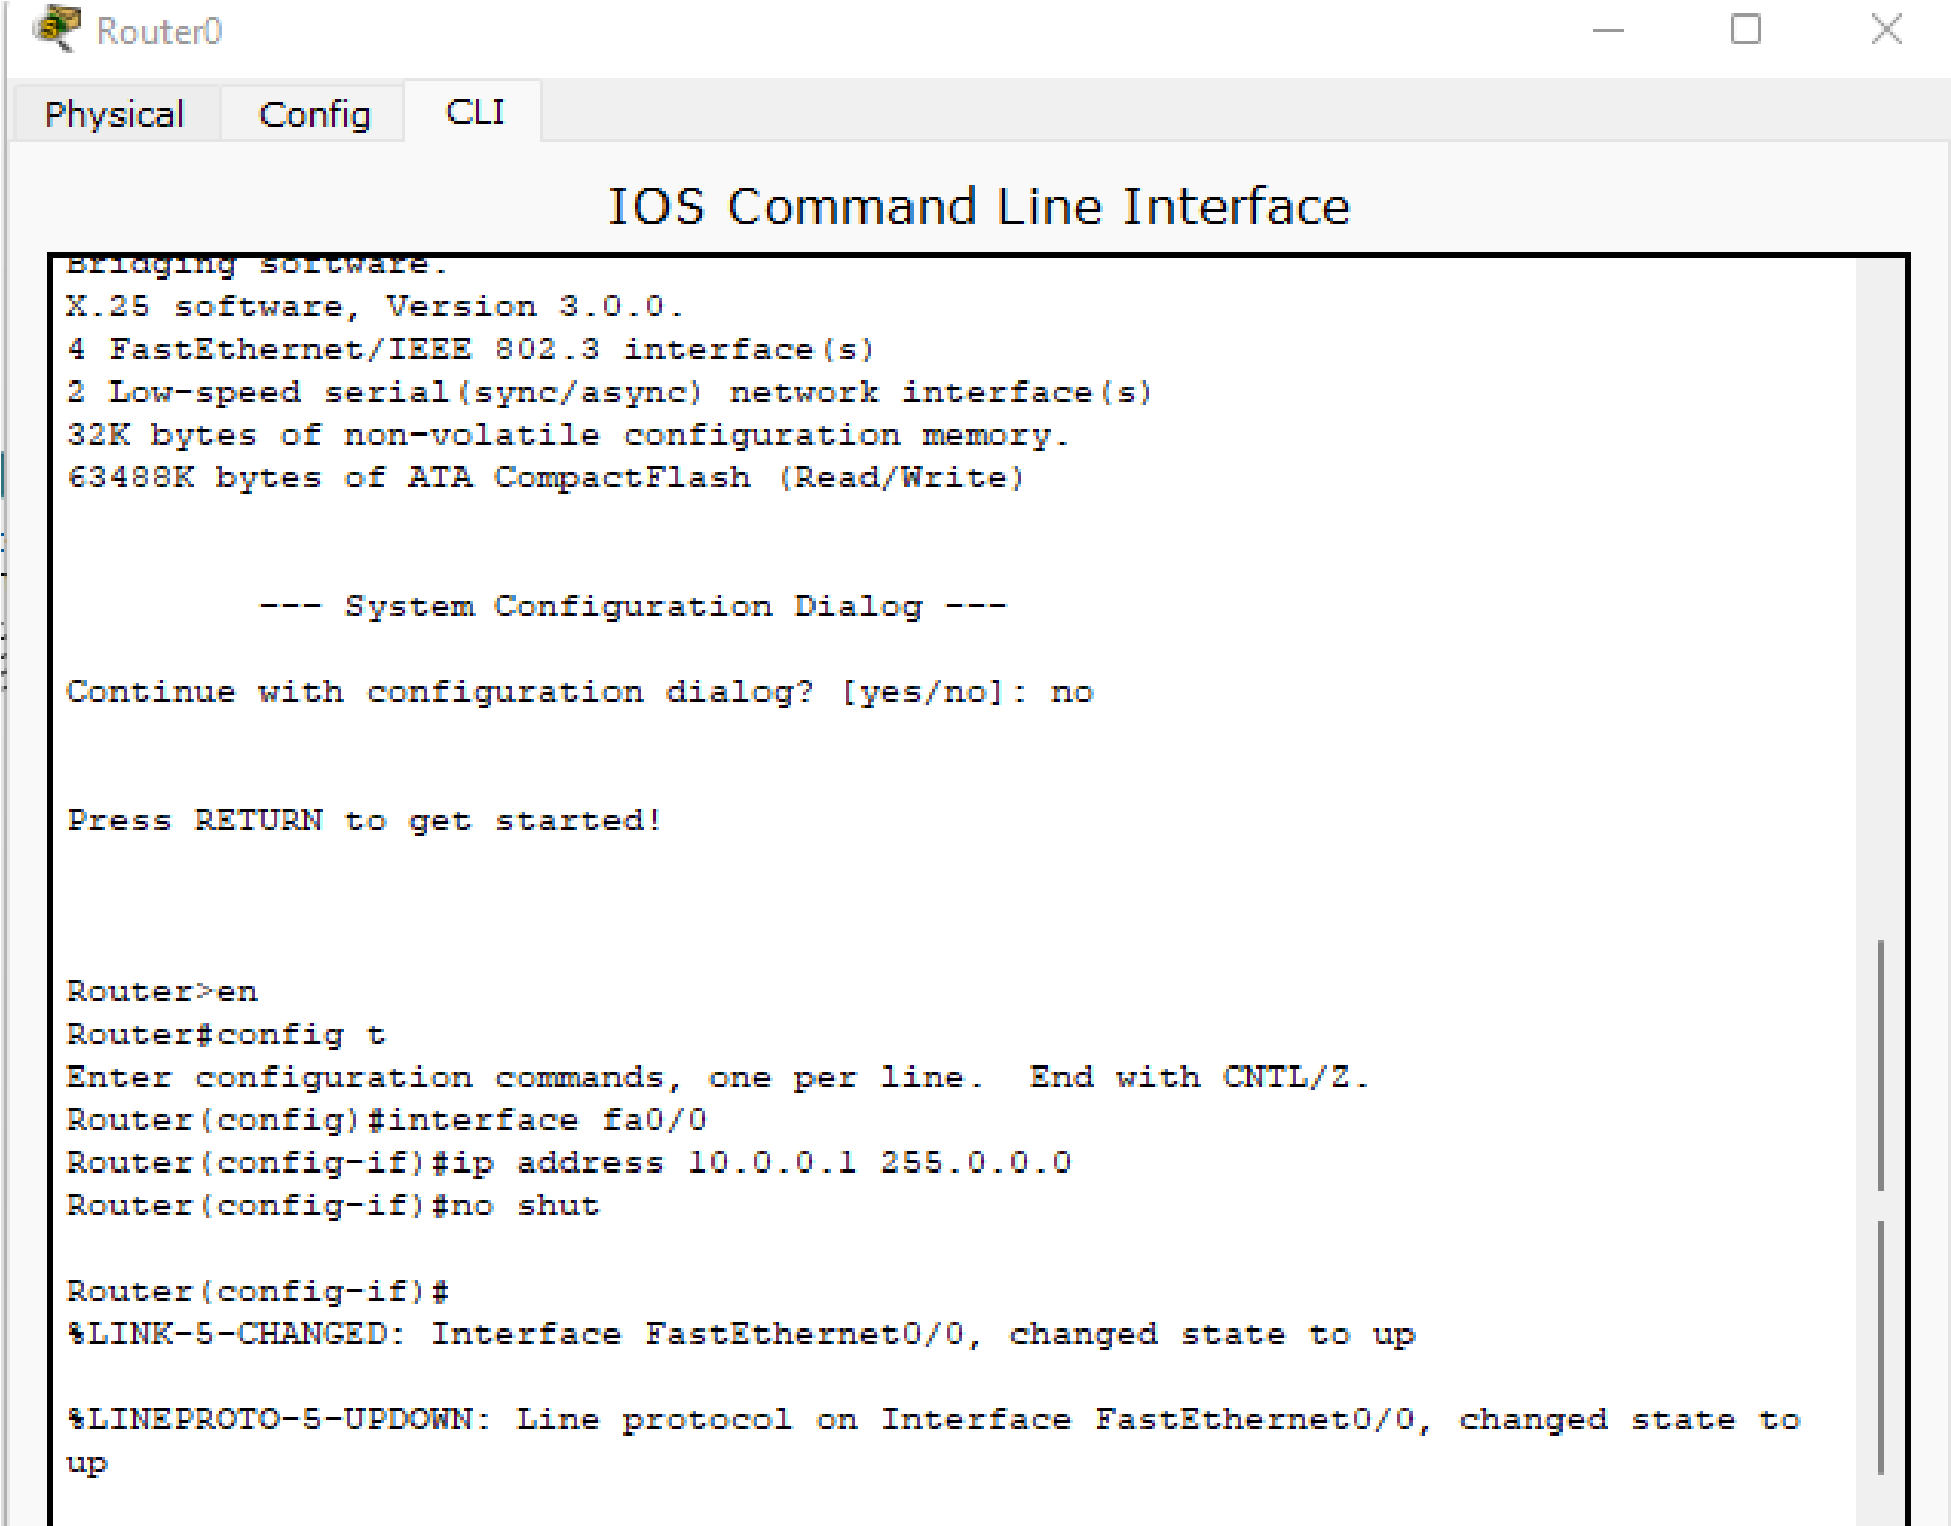 Router0
Physical Config CLI
IOS Command Line Interface
Bridging software.
X.25 software, Version 3.0.0.
4 FastEthernet/IEEE 802.3 interface(s)
2 Low-speed serial(sync/async) network interface(s)
32K bytes of non-volatile configuration memory.
63488K bytes of ATA CompactFlash (Read/Write)
--- System Configuration Dialog ---
Continue with configuration dialog? [yes/no]: no
Press RETURN to get started!
Router>en
Router#config t
Enter configuration commands, one per line.  End with CNTL/Z.
Router(config)#interface fa0/0
Router(config-if)#ip address 10.0.0.1 255.0.0.0
Router(config-if)#no shut
Router(config-if)#
%LINK-5-CHANGED: Interface FastEthernet0/0, changed state to up
%LINEPROTO-5-UPDOWN: Line protocol on Interface FastEthernet0/0, changed state to
up